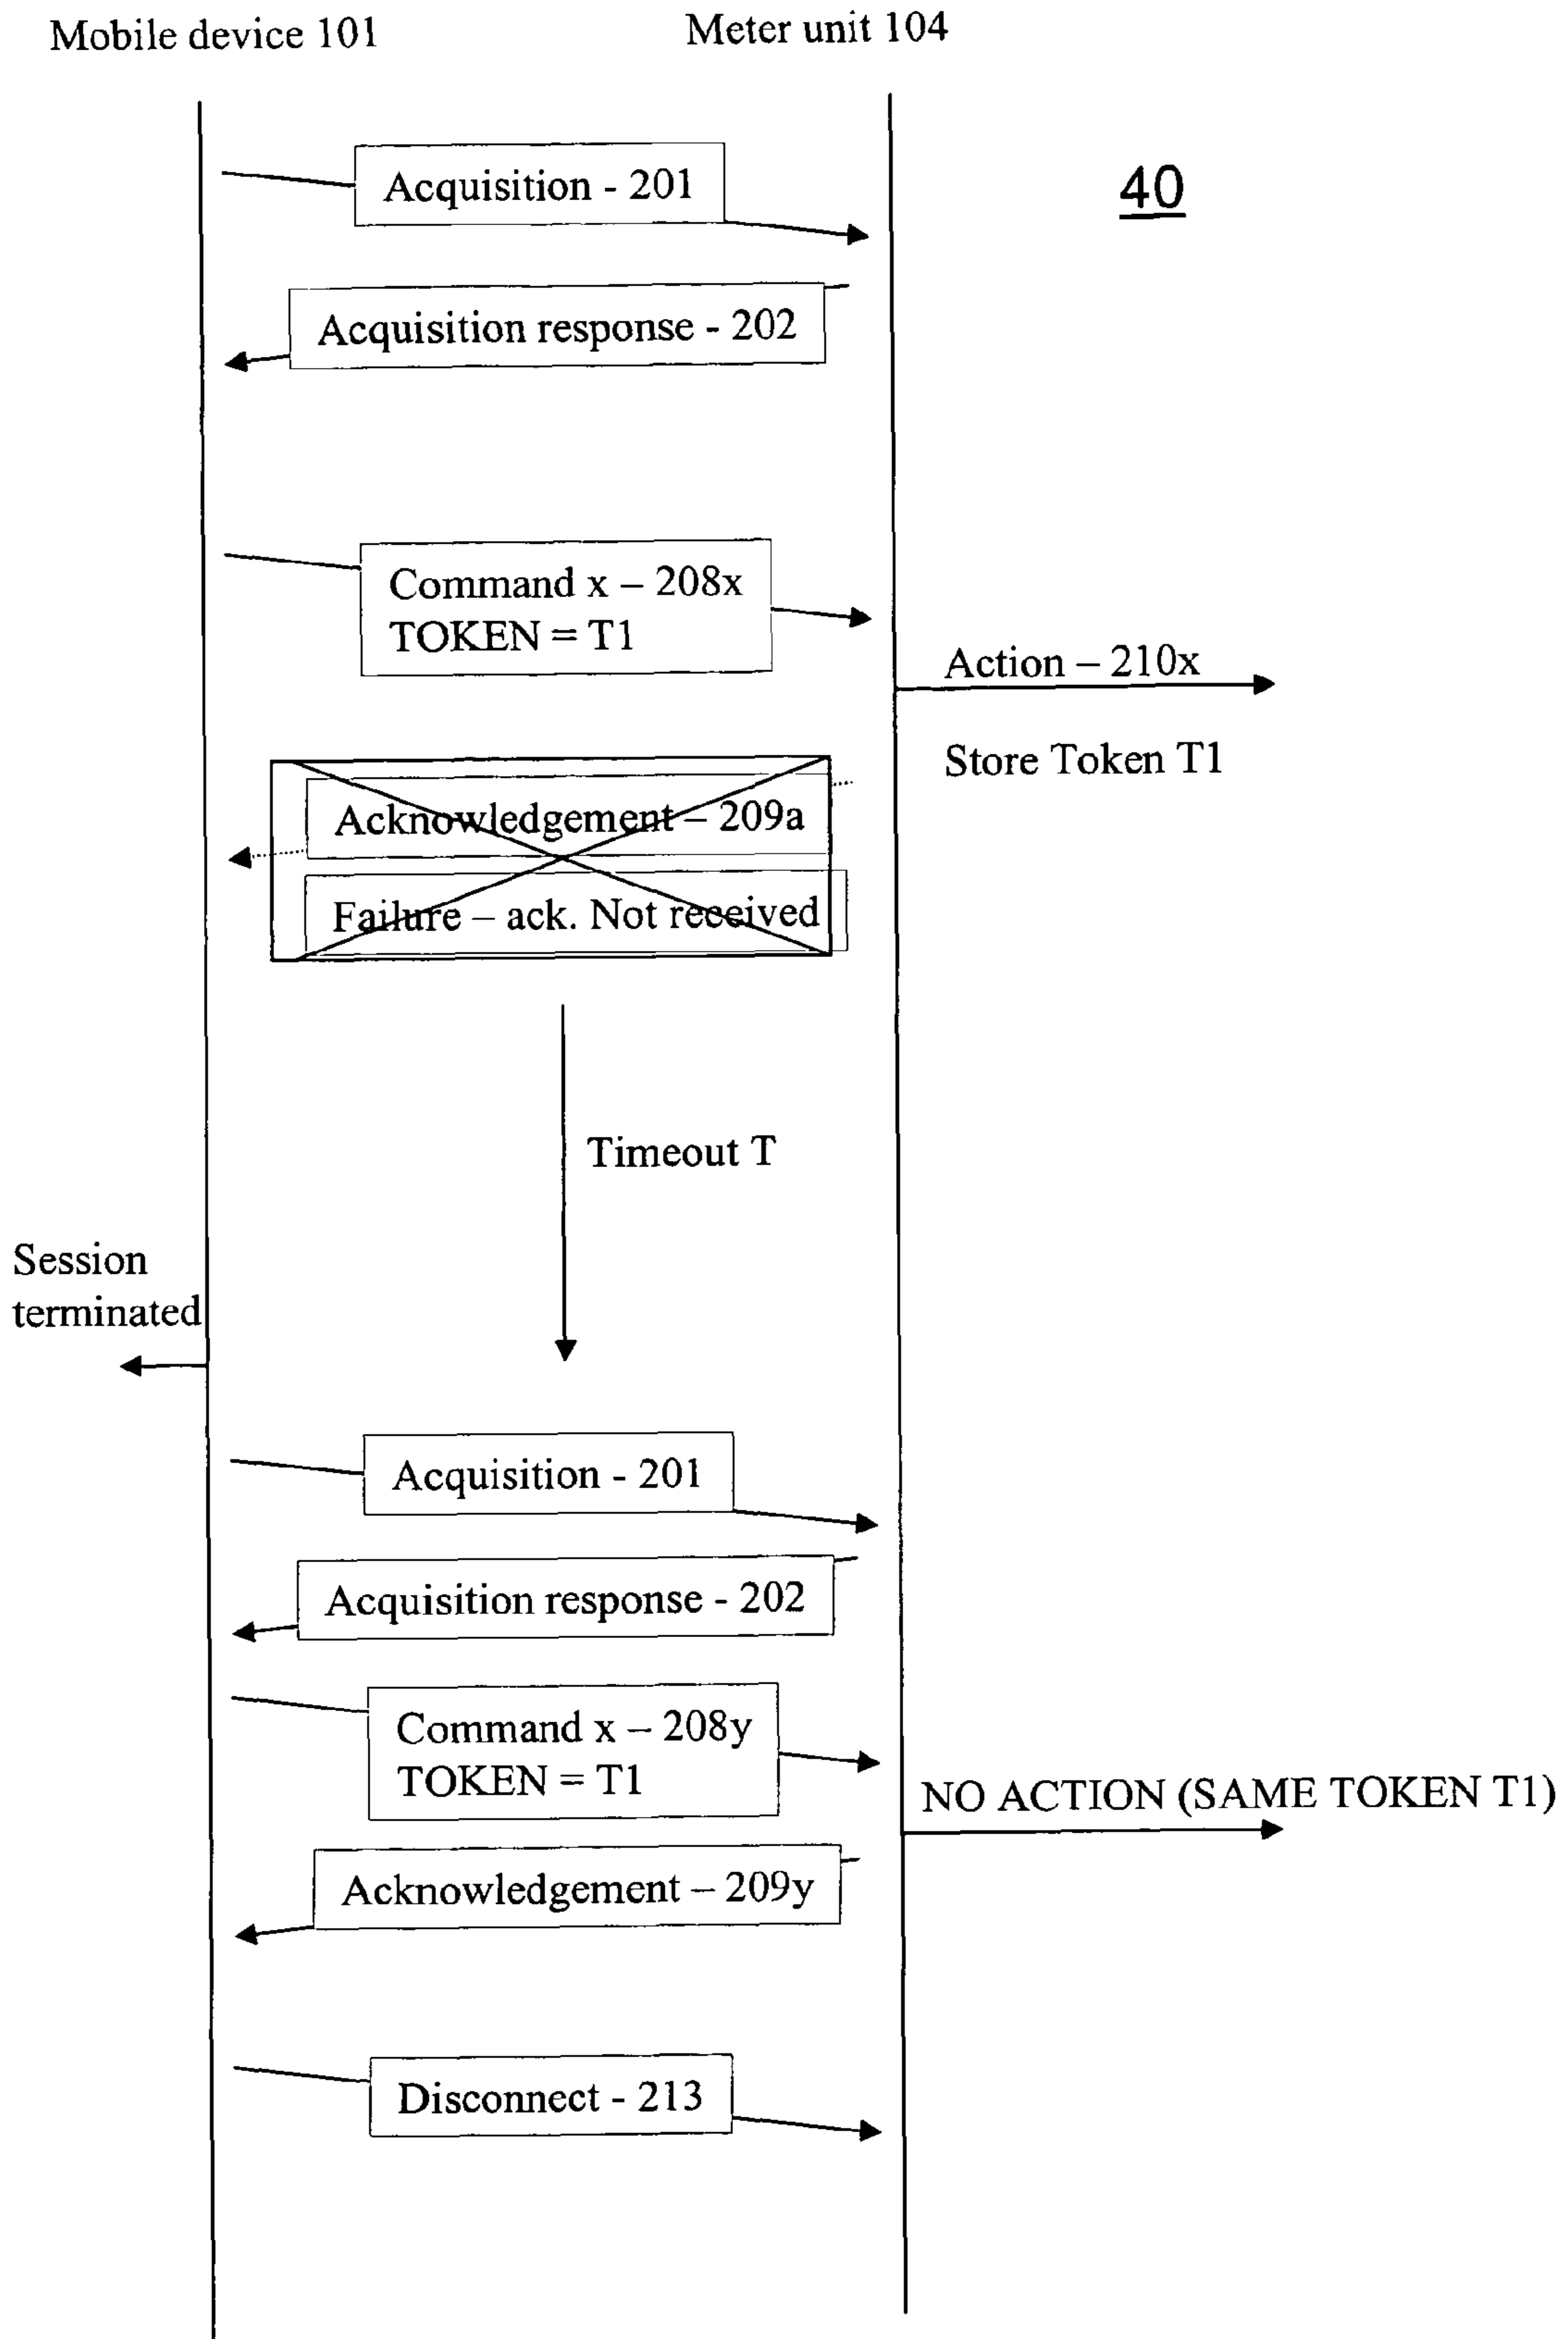 Mobile device 101
Meter unit 104
Acquisition - 201
40
Acquisition response - 202
Command x – 208x
TOKEN = T1
Action – 210x
Store Token T1
Acknowledgement – 209a
Failure – ack. Not received
Timeout T
Session
terminated
Acquisition - 201
Acquisition response - 202
Command x – 208y
TOKEN = T1
NO ACTION (SAME TOKEN T1)
Acknowledgement – 209y
Disconnect - 213